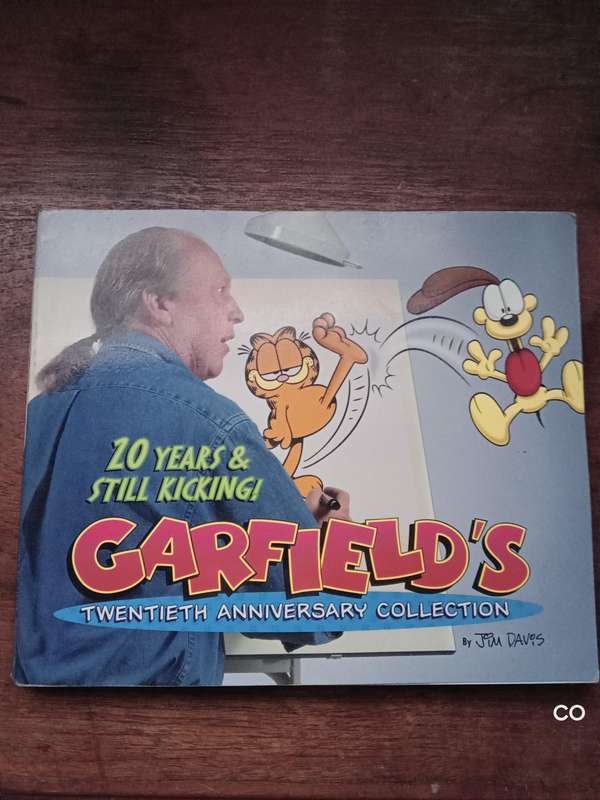 20 YEARS &
STILL KICKING!
GARFIELD'S
TWENTIETH ANNIVERSARY COLLECTION
BY JIM DAVIS
CO